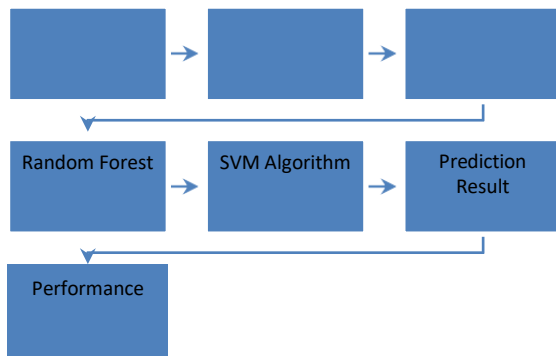 Random Forest
SVM Algorithm
Prediction
Result
Performance